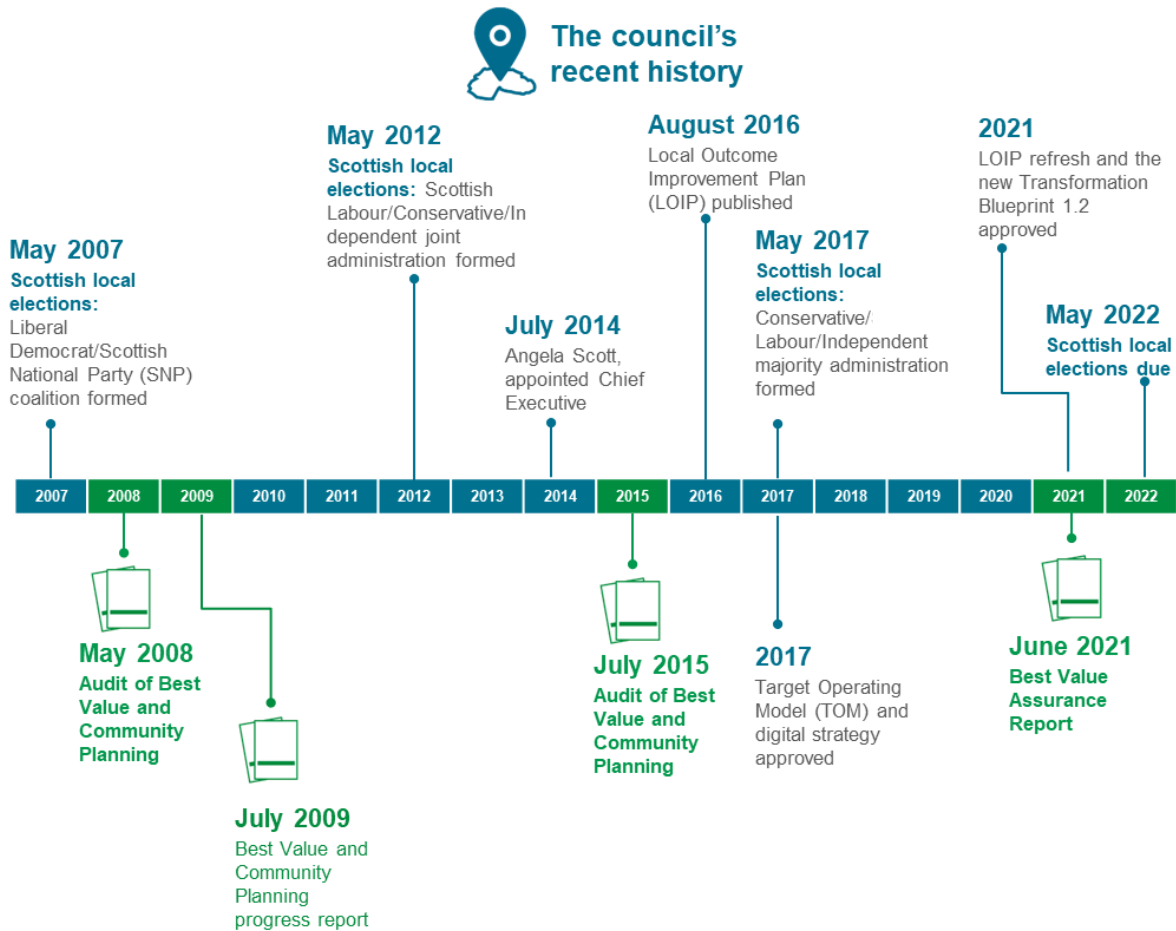 The council's
recent history
May 2007
Scottish local
elections:
Liberal
Democrat/Scottish
National Party (SNP)
coalition formed
May 2012
Scottish local
elections: Scottish
Labour/Conservative/In
dependent joint
administration formed
July 2014
Angela Scott,
appointed Chief
Executive
August 2016
Local Outcome
Improvement Plan
(LOIP) published
May 2017
Scottish local
elections:
Conservative/
Labour/Independent
majority administration
formed
2021
LOIP refresh and the
new Transformation
Blueprint 1.2
approved
May 2022
Scottish local
elections due
2007 2008 2009 2010 2011 2012 2013 2014 2015 2016 2017 2018 2019 2020 2021 2022
May 2008
Audit of Best
Value and
Community
Planning
July 2009
Best Value and
Community
Planning
progress report
July 2015
Audit of Best
Value and
Community
Planning
2017
Target Operating
Model (TOM) and
digital strategy
approved
June 2021
Best Value
Assurance
Report